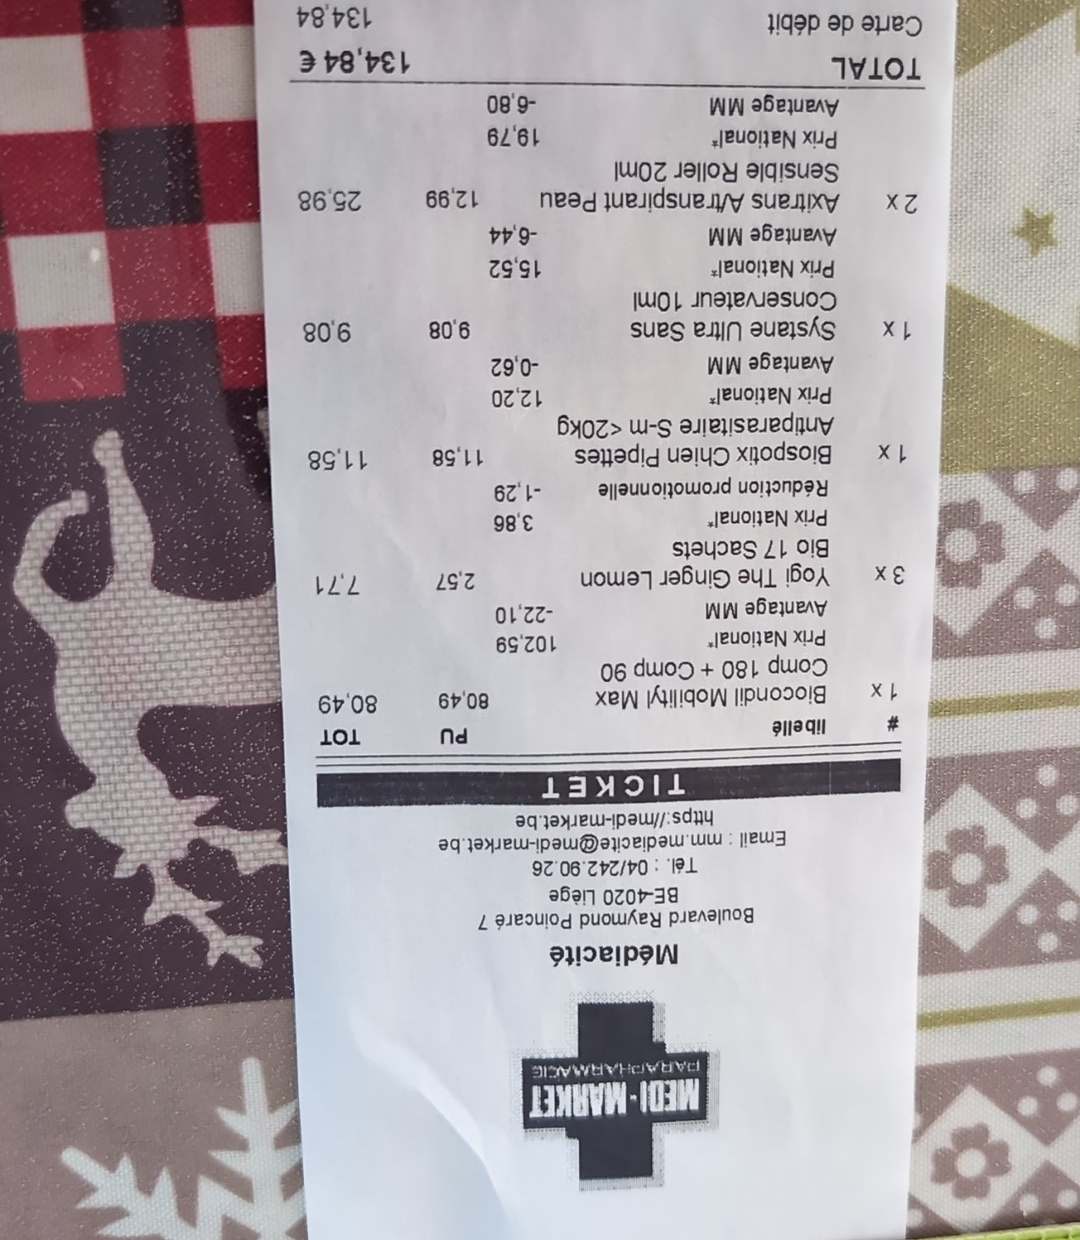 MEDI-MARKET
PARAPHARMACIE
Médiacité
Boulevard Raymond Poincaré 7
BE-4020 Liège
Tél. : 04/242.90.26
Email : mm.mediacite@medi-market.be
https://medi-market.be
TICKET
# libellé PU TOT
1 x Biocondil Mobilityl Max 80,49 80,49
Comp 180 + Comp 90
Prix National* 102,59
Avantage MM -22,10
3 x Yogi The Ginger Lemon 2,57 7,71
Bio 17 Sachets
Prix National* 3,86
Réduction promotionnelle -1,29
1 x Biospotix Chien Pipettes 11,58 11,58
Antiparasitaire S-m <20kg
Prix National* 12,20
Avantage MM -0,62
1 x Systane Ultra Sans 9,08 9,08
Conservateur 10ml
Prix National* 15,52
Avantage MM -6,44
2 x Axitrans A/transpirant Peau 12,99 25,98
Sensible Roller 20ml
Prix National* 19,79
Avantage MM -6,80
TOTAL 134,84 €
Carte de débit 134,84